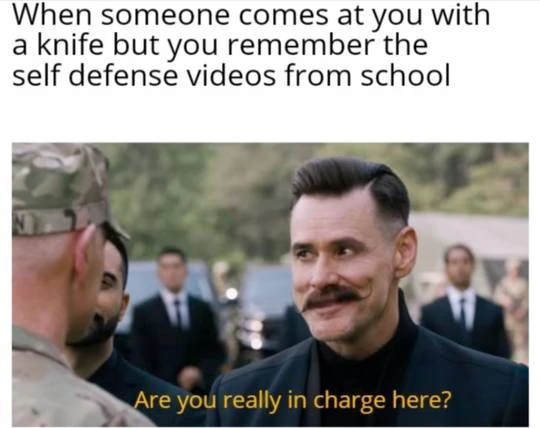 When someone comes at you with
a knife but you remember the
self defense videos from school
Are you really in charge here?